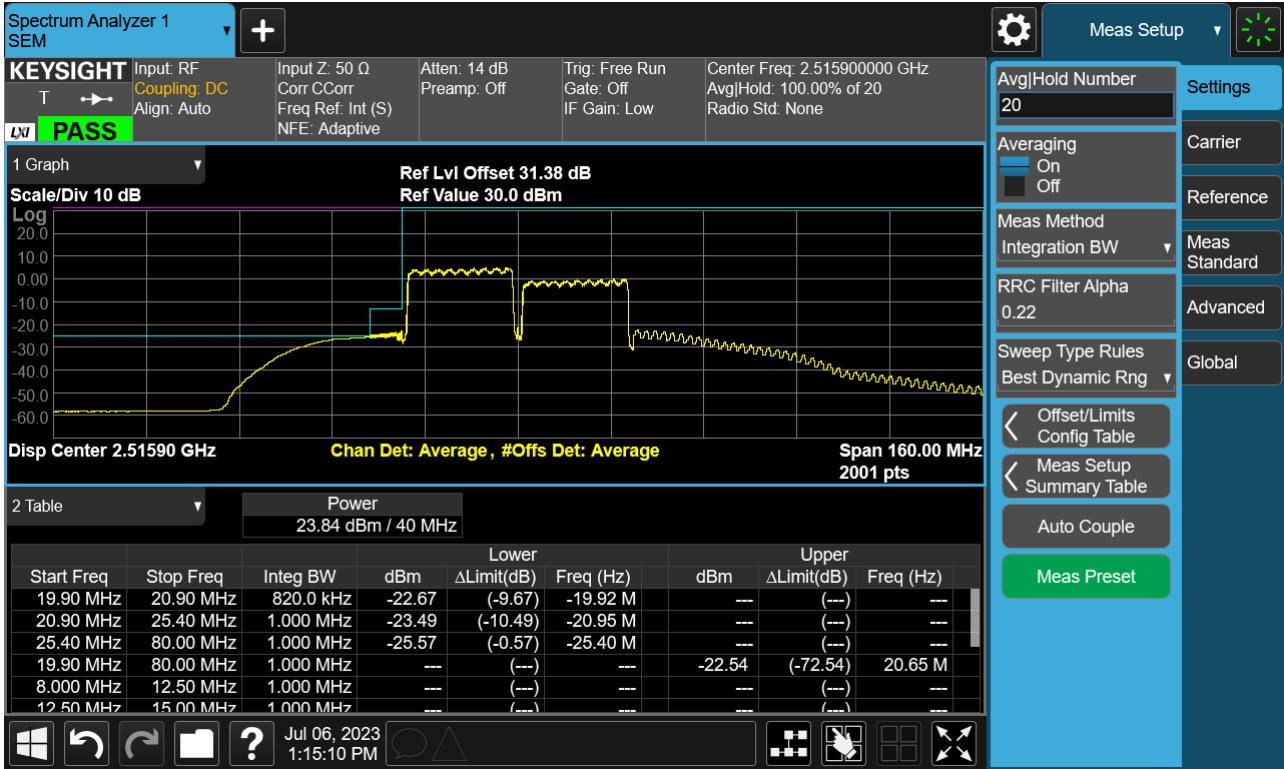 Spectrum Analyzer 1
SEM
+
Meas Setup
KEYSIGHT
T
LXI
PASS
Input: RF
Coupling: DC
Align: Auto
Input Z: 50 Ω
Corr CCorr
Freq Ref: Int (S)
NFE: Adaptive
Atten: 14 dB
Preamp: Off
Trig: Free Run
Gate: Off
IF Gain: Low
Center Freq: 2.515900000 GHz
Avg|Hold: 100.00% of 20
Radio Std: None
1 Graph
Scale/Div 10 dB
Ref Lvl Offset 31.38 dB
Ref Value 30.0 dBm
Log
20.0
10.0
0.00
-10.0
-20.0
-30.0
-40.0
-50.0
-60.0
Disp Center 2.51590 GHz
Chan Det: Average , #Offs Det: Average
Span 160.00 MHz
2001 pts
2 Table
Power
23.84 dBm / 40 MHz
Lower Upper
Start Freq Stop Freq Integ BW dBm ΔLimit(dB) Freq (Hz) dBm ΔLimit(dB) Freq (Hz)
19.90 MHz 20.90 MHz 820.0 kHz -22.67 (-9.67) -19.92 M --- (---) ---
20.90 MHz 25.40 MHz 1.000 MHz -23.49 (-10.49) -20.95 M --- (---) ---
25.40 MHz 80.00 MHz 1.000 MHz -25.57 (-0.57) -25.40 M --- (---) ---
19.90 MHz 80.00 MHz 1.000 MHz --- (---) --- -22.54 (-72.54) 20.65 M
8.000 MHz 12.50 MHz 1.000 MHz --- (---) --- --- (---) ---
12.50 MHz 15.00 MHz 1.000 MHz --- (---) --- --- (---) ---
?
Jul 06, 2023
1:15:10 PM
Avg|Hold Number
20
Averaging
On
Off
Meas Method
Integration BW
RRC Filter Alpha
0.22
Sweep Type Rules
Best Dynamic Rng
Offset/Limits
Config Table
Meas Setup
Summary Table
Auto Couple
Meas Preset
Settings
Carrier
Reference
Meas
Standard
Advanced
Global